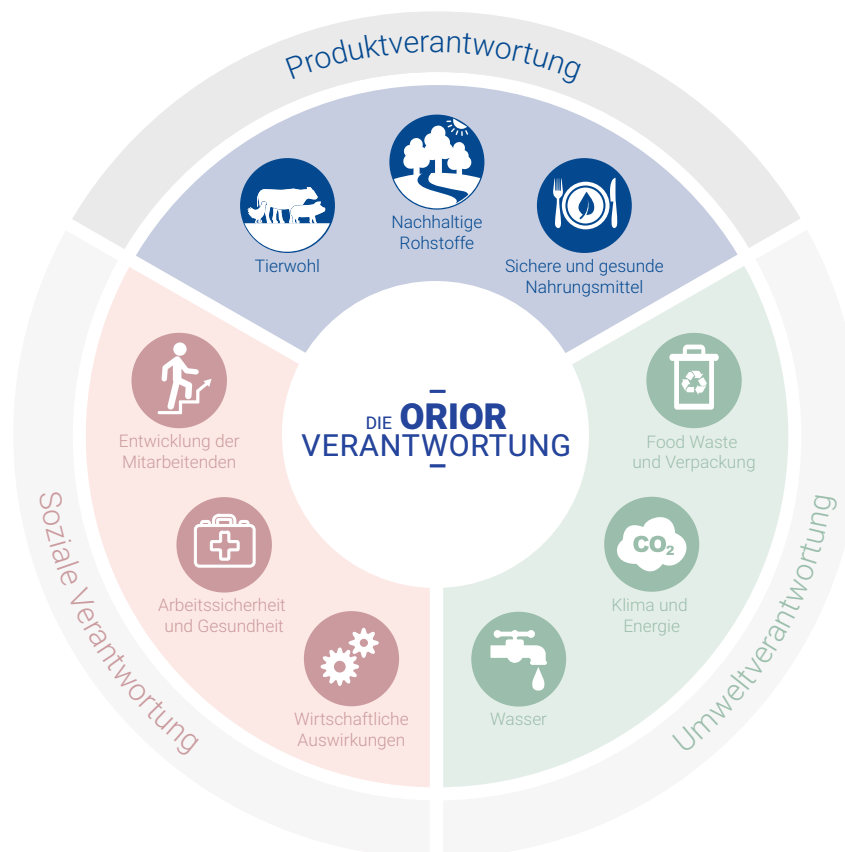 Produktverantwortung
Tierwohl
Nachhaltige
Rohstoffe
Sichere und gesunde
Nahrungsmittel
DIE ORIOR
VERANTWORTUNG
Entwicklung der
Mitarbeitenden
Arbeitssicherheit
und Gesundheit
Wirtschaftliche
Auswirkungen
Soziale Verantwortung
Food Waste
und Verpackung
CO₂
Klima und
Energie
Wasser
Umweltverantwortung